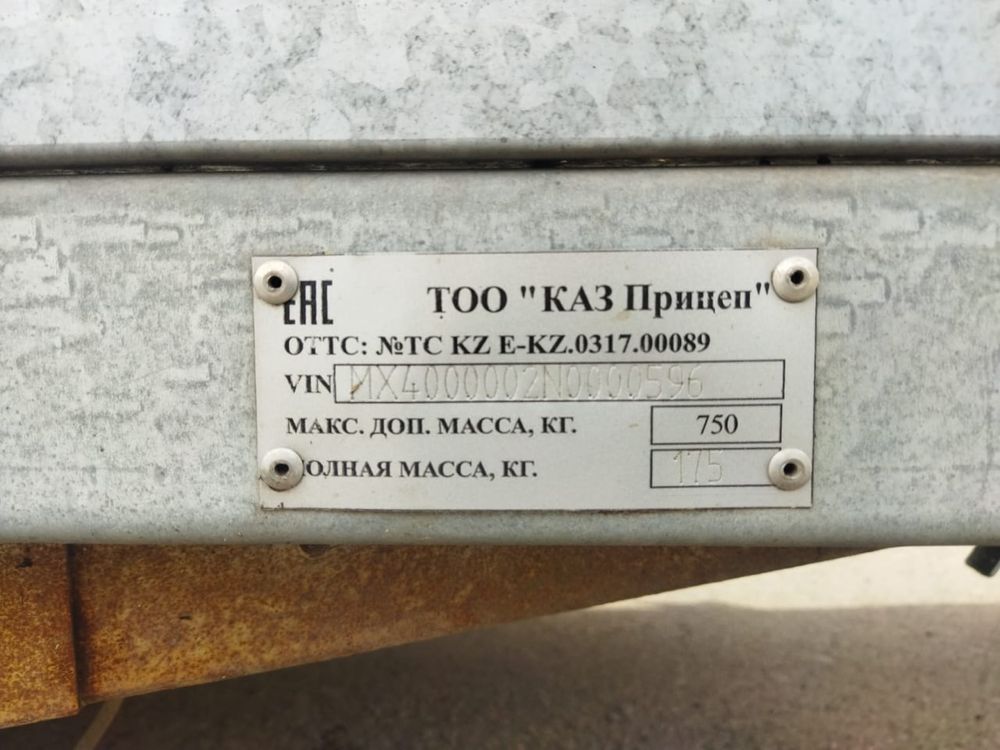 EAC ТОО "КАЗ Прицеп"
ОТТС: №ТС KZ E-KZ.0317.00089
VIN MX4000002N0000596
МАКС. ДОП. МАССА, КГ. 750
ПОЛНАЯ МАССА, КГ. 175